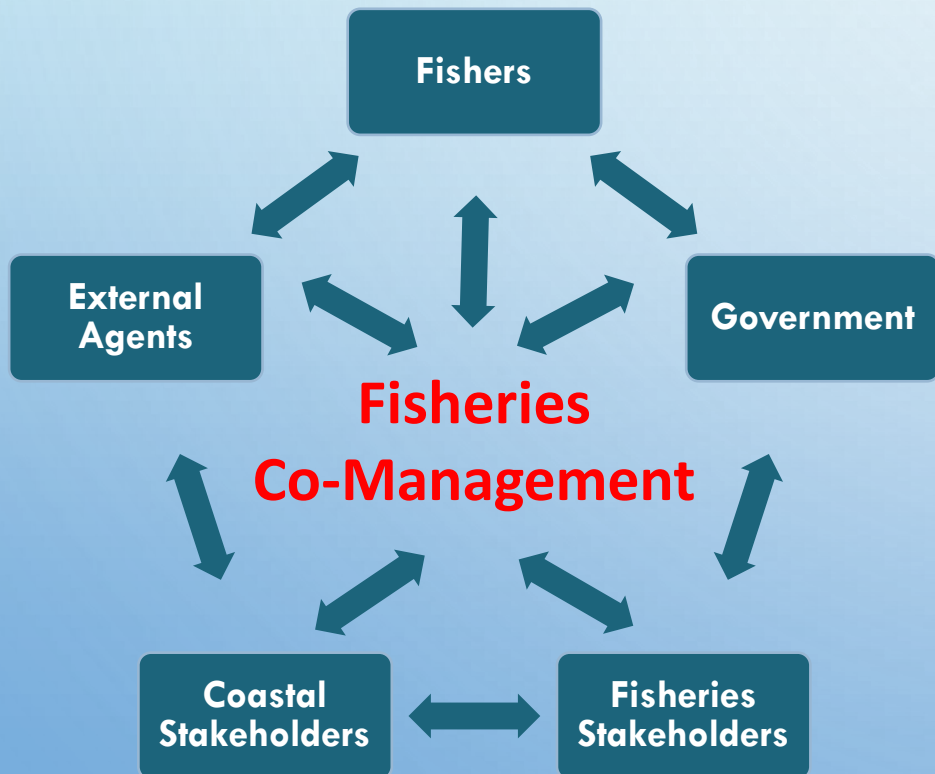 Fishers
External
Agents
Government
Fisheries
Co-Management
Coastal
Stakeholders
Fisheries
Stakeholders